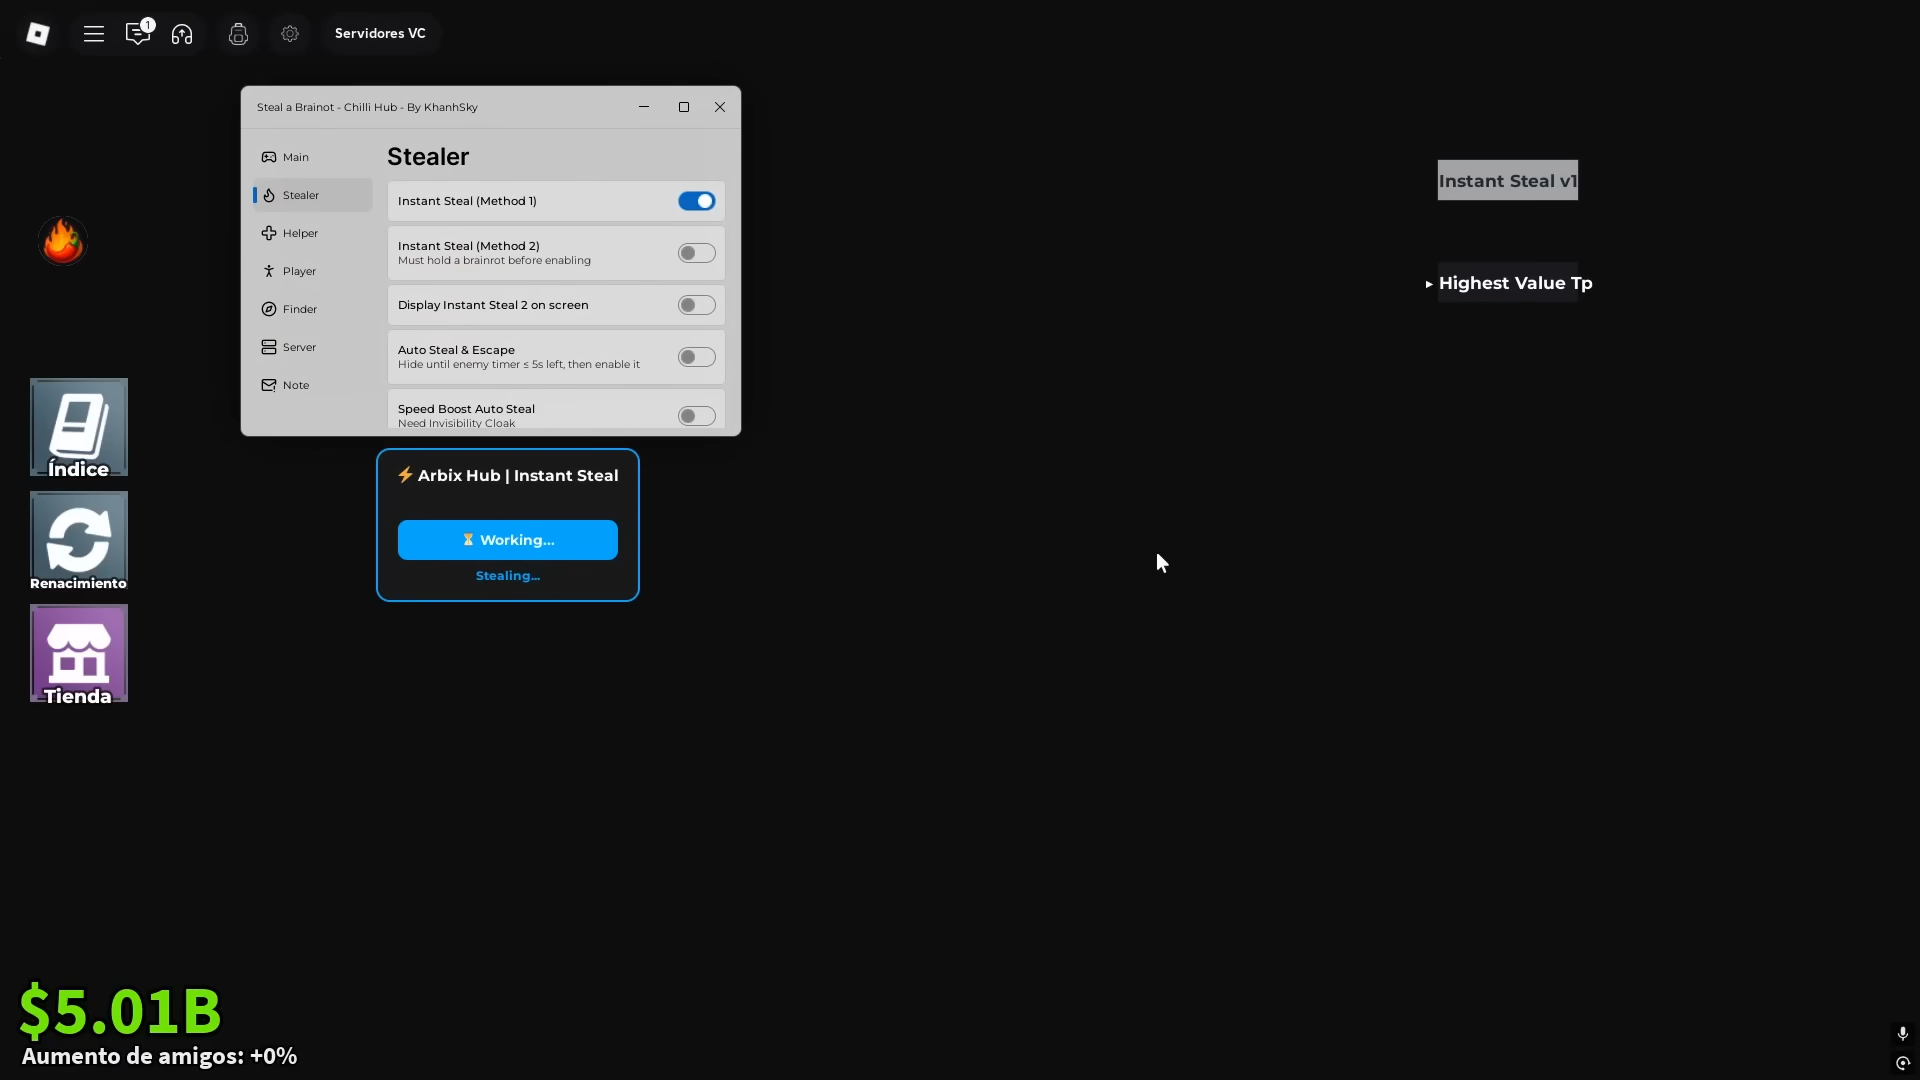 1
Servidores VC
Steal a Brainot - Chilli Hub - By KhanhSky
Main
Stealer
Helper
Player
Finder
Server
Note
Stealer
Instant Steal (Method 1)
Instant Steal (Method 2)
Must hold a brainrot before enabling
Display Instant Steal 2 on screen
Auto Steal & Escape
Hide until enemy timer ≤ 5s left, then enable it
Speed Boost Auto Steal
Need Invisibility Cloak
⚡ Arbix Hub | Instant Steal
⏳ Working...
Stealing...
Instant Steal v1
▸ Highest Value Tp
Índice
Renacimiento
Tienda
$5.01B
Aumento de amigos: +0%